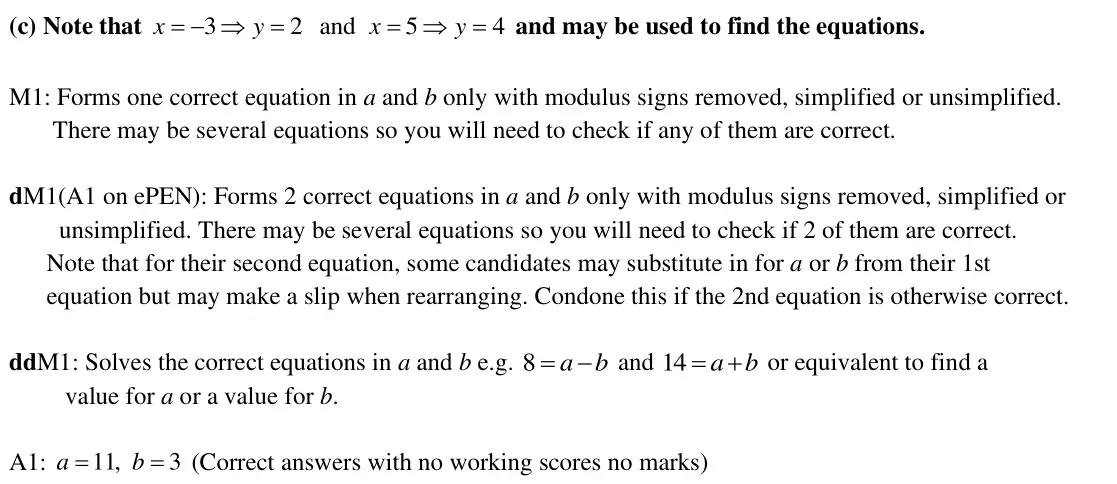 (c) Note that x = −3 ⇒ y = 2 and x = 5 ⇒ y = 4 and may be used to find the equations.
M1: Forms one correct equation in a and b only with modulus signs removed, simplified or unsimplified.
There may be several equations so you will need to check if any of them are correct.
dM1(A1 on ePEN): Forms 2 correct equations in a and b only with modulus signs removed, simplified or
unsimplified. There may be several equations so you will need to check if 2 of them are correct.
Note that for their second equation, some candidates may substitute in for a or b from their 1st
equation but may make a slip when rearranging. Condone this if the 2nd equation is otherwise correct.
ddM1: Solves the correct equations in a and b e.g. 8 = a − b and 14 = a + b or equivalent to find a
value for a or a value for b.
A1: a = 11, b = 3 (Correct answers with no working scores no marks)